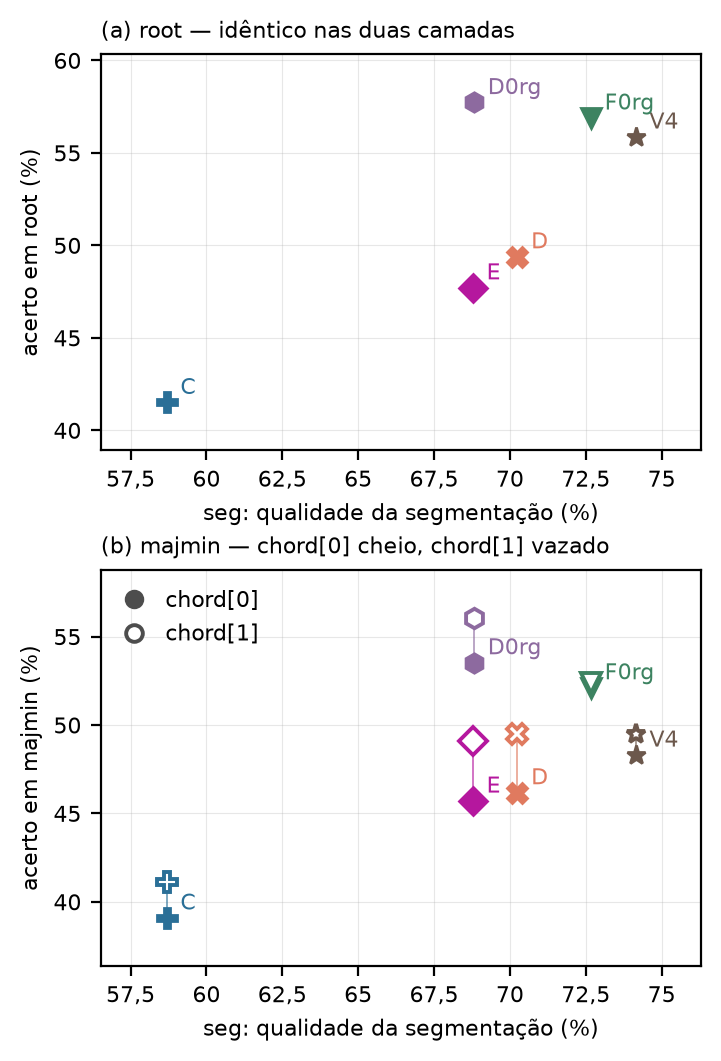 (a) root — idêntico nas duas camadas
60
55
50
45
40
acerto em root (%)
D0rg
F0rg
V4
D
E
C
57,5 60 62,5 65 67,5 70 72,5 75
seg: qualidade da segmentação (%)
(b) majmin — chord[0] cheio, chord[1] vazado
chord[0]
chord[1]
55
50
45
40
acerto em majmin (%)
D0rg
F0rg
V4
D
E
C
57,5 60 62,5 65 67,5 70 72,5 75
seg: qualidade da segmentação (%)